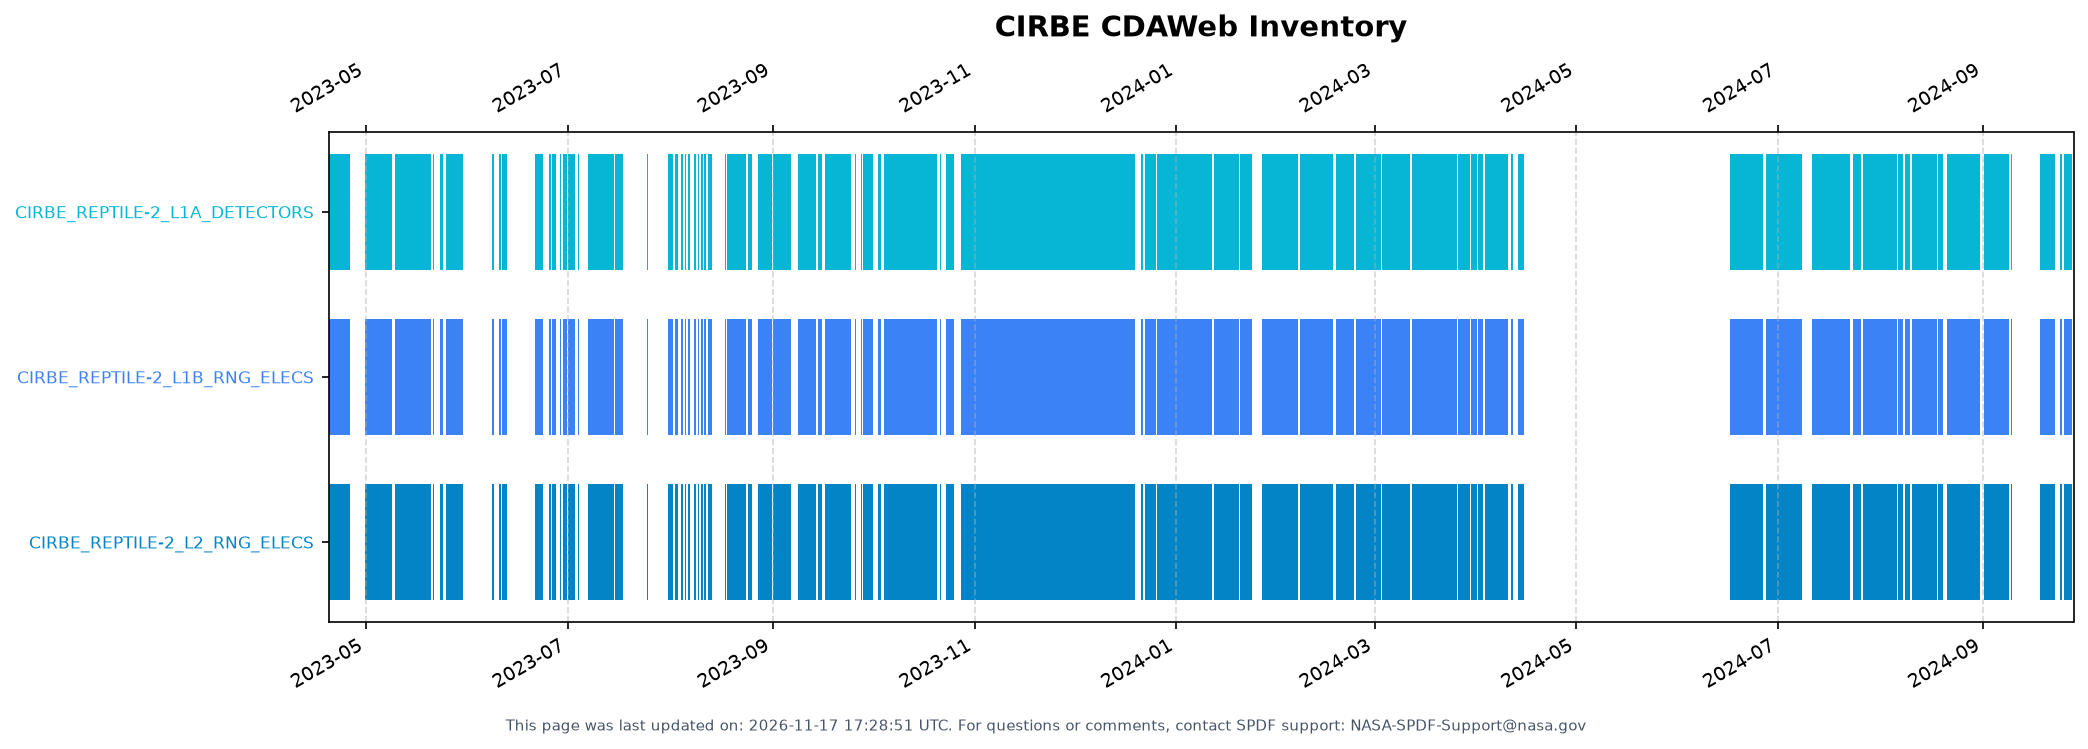 CIRBE CDAWeb Inventory
2023-05 2023-07 2023-09 2023-11 2024-01 2024-03 2024-05 2024-07 2024-09
CIRBE_REPTILE-2_L1A_DETECTORS
CIRBE_REPTILE-2_L1B_RNG_ELECS
CIRBE_REPTILE-2_L2_RNG_ELECS
2023-05 2023-07 2023-09 2023-11 2024-01 2024-03 2024-05 2024-07 2024-09
This page was last updated on: 2026-11-17 17:28:51 UTC. For questions or comments, contact SPDF support: NASA-SPDF-Support@nasa.gov